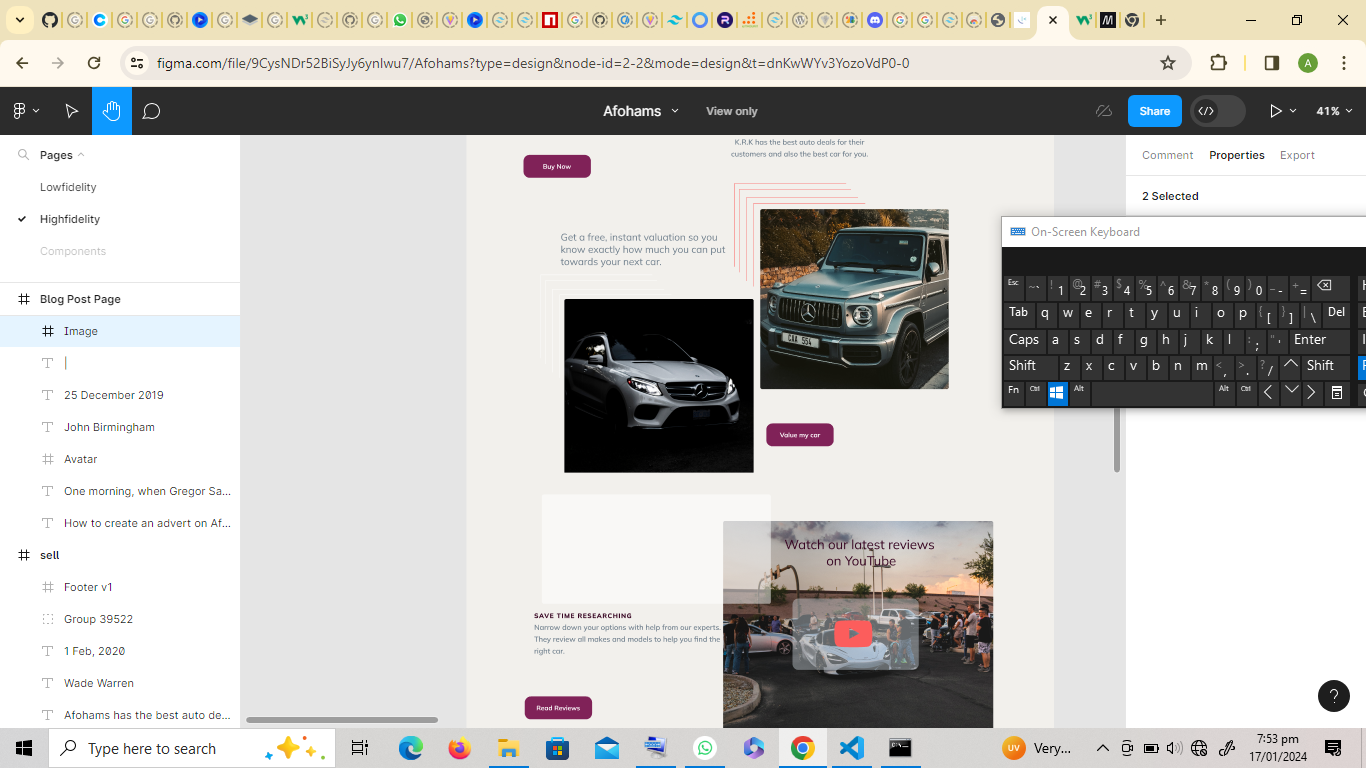 figma.com/file/9CysNDr52BiSyJy6ynIwu7/Afohams?type=design&node-id=2-2&mode=design&t=dnKwWYv3YozoVdP0-0
A
Afohams
View only
Share
41%
Pages
Lowfidelity
Highfidelity
Components
Blog Post Page
Image
|
25 December 2019
John Birmingham
Avatar
One morning, when Gregor Sa...
How to create an advert on Af...
sell
Footer v1
Group 39522
1 Feb, 2020
Wade Warren
Afohams has the best auto de...
K.R.K has the best auto deals for their
customers and also the best car for you.
Buy Now
Get a free, instant valuation so you
know exactly how much you can put
towards your next car.
CAA 954
Value my car
Watch our latest reviews
on YouTube
SAVE TIME RESEARCHING
Narrow down your options with help from our experts.
They review all makes and models to help you find the
right car.
Read Reviews
Comment Properties Export
2 Selected
On-Screen Keyboard
Esc ~ ` ! 1 @ 2 # 3 $ 4 % 5 ^ 6 & 7 * 8 ( 9 ) 0 _ - + =
Tab q w e r t y u i o p { [ } ] | \ Del
Caps a s d f g h j k l : ; " ' Enter
Shift z x c v b n m < , > . ? / Shift
Fn Ctrl Alt Alt Ctrl
?
Type here to search
UV
Very...
7:53 pm
17/01/2024